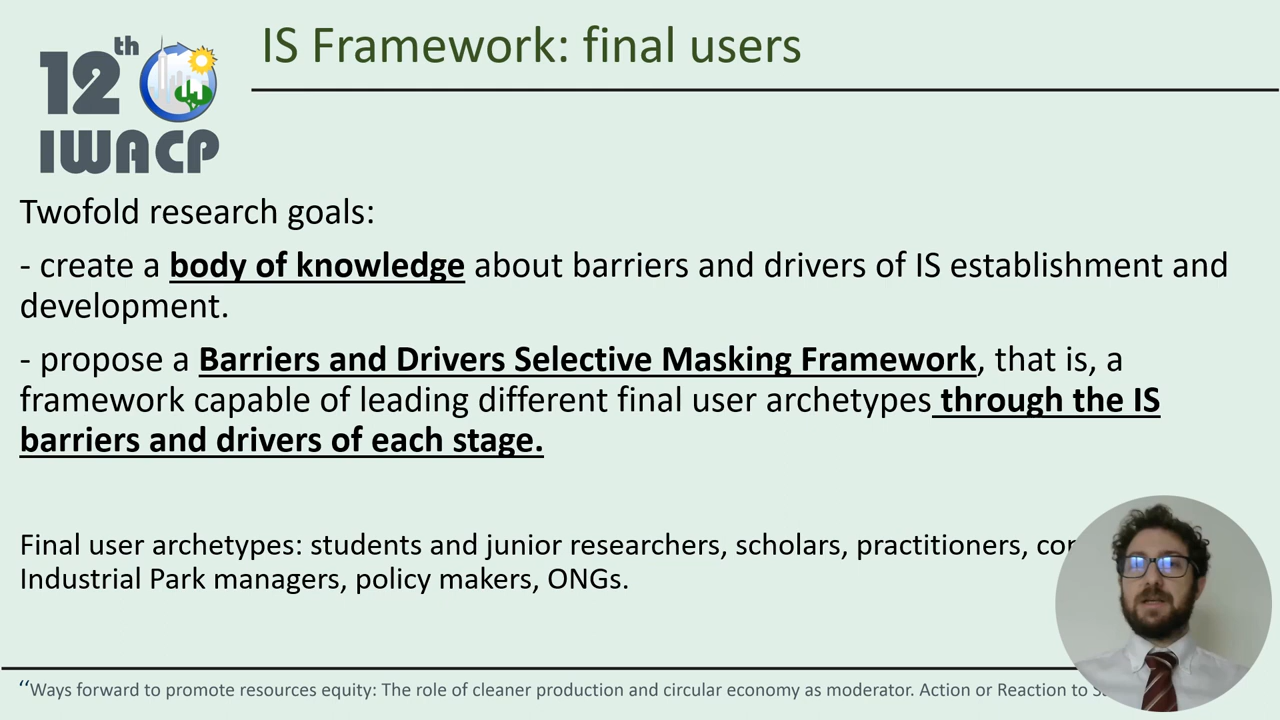 12th
IWACP
IS Framework: final users
Twofold research goals:
- create a body of knowledge about barriers and drivers of IS establishment and
development.
- propose a Barriers and Drivers Selective Masking Framework, that is, a
framework capable of leading different final user archetypes through the IS
barriers and drivers of each stage.
Final user archetypes: students and junior researchers, scholars, practitioners,
Industrial Park managers, policy makers, ONGs.
“Ways forward to promote resources equity: The role of cleaner production and circular economy as moderator. Action or Reaction to